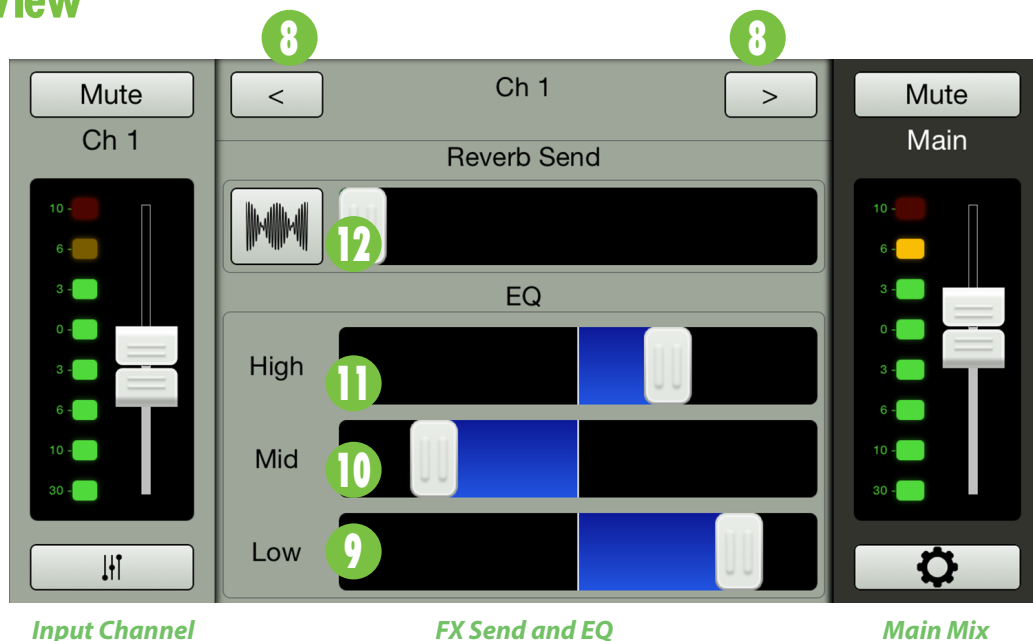 View
8 8
Mute < Ch 1 > Mute
Ch 1 Main
Reverb Send
10 - 10 -
12
6 - 6 -
3 - EQ 3 -
0 - 0 -
High 11
3 - 3 -
6 - 6 -
Mid 10
10 - 10 -
30 - 30 -
Low 9
Input Channel FX Send and EQ Main Mix